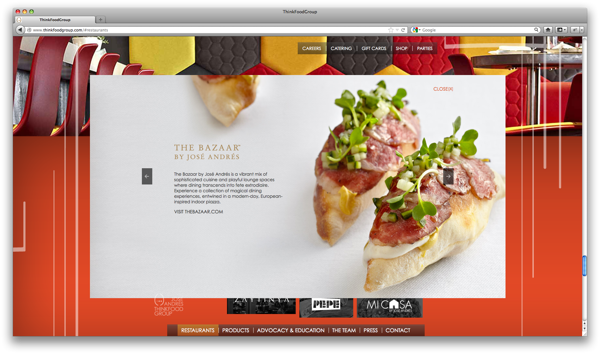 ThinkFoodGroup
ThinkFoodGroup
www.thinkfoodgroup.com/#restaurants
Google
CAREERS | CATERING | GIFT CARDS | SHOP | PARTIES
CLOSE[X]
THE BAZAAR
BY JOSÉ ANDRÉS
The Bazaar by José Andrés is a vibrant mix of
sophisticated cuisine and playful lounge spaces
where dining transcends into fête extrodiaire.
Experience a collection of magical dining
experiences, entwined in a modern-day, European-
inspired indoor piazza.
VISIT THEBAZAAR.COM
JOSÉ
ANDRÉS
THINKFOOD
GROUP
ZAYTINYA
PEPE
MI CASA
RESTAURANTS | PRODUCTS | ADVOCACY & EDUCATION | THE TEAM | PRESS | CONTACT